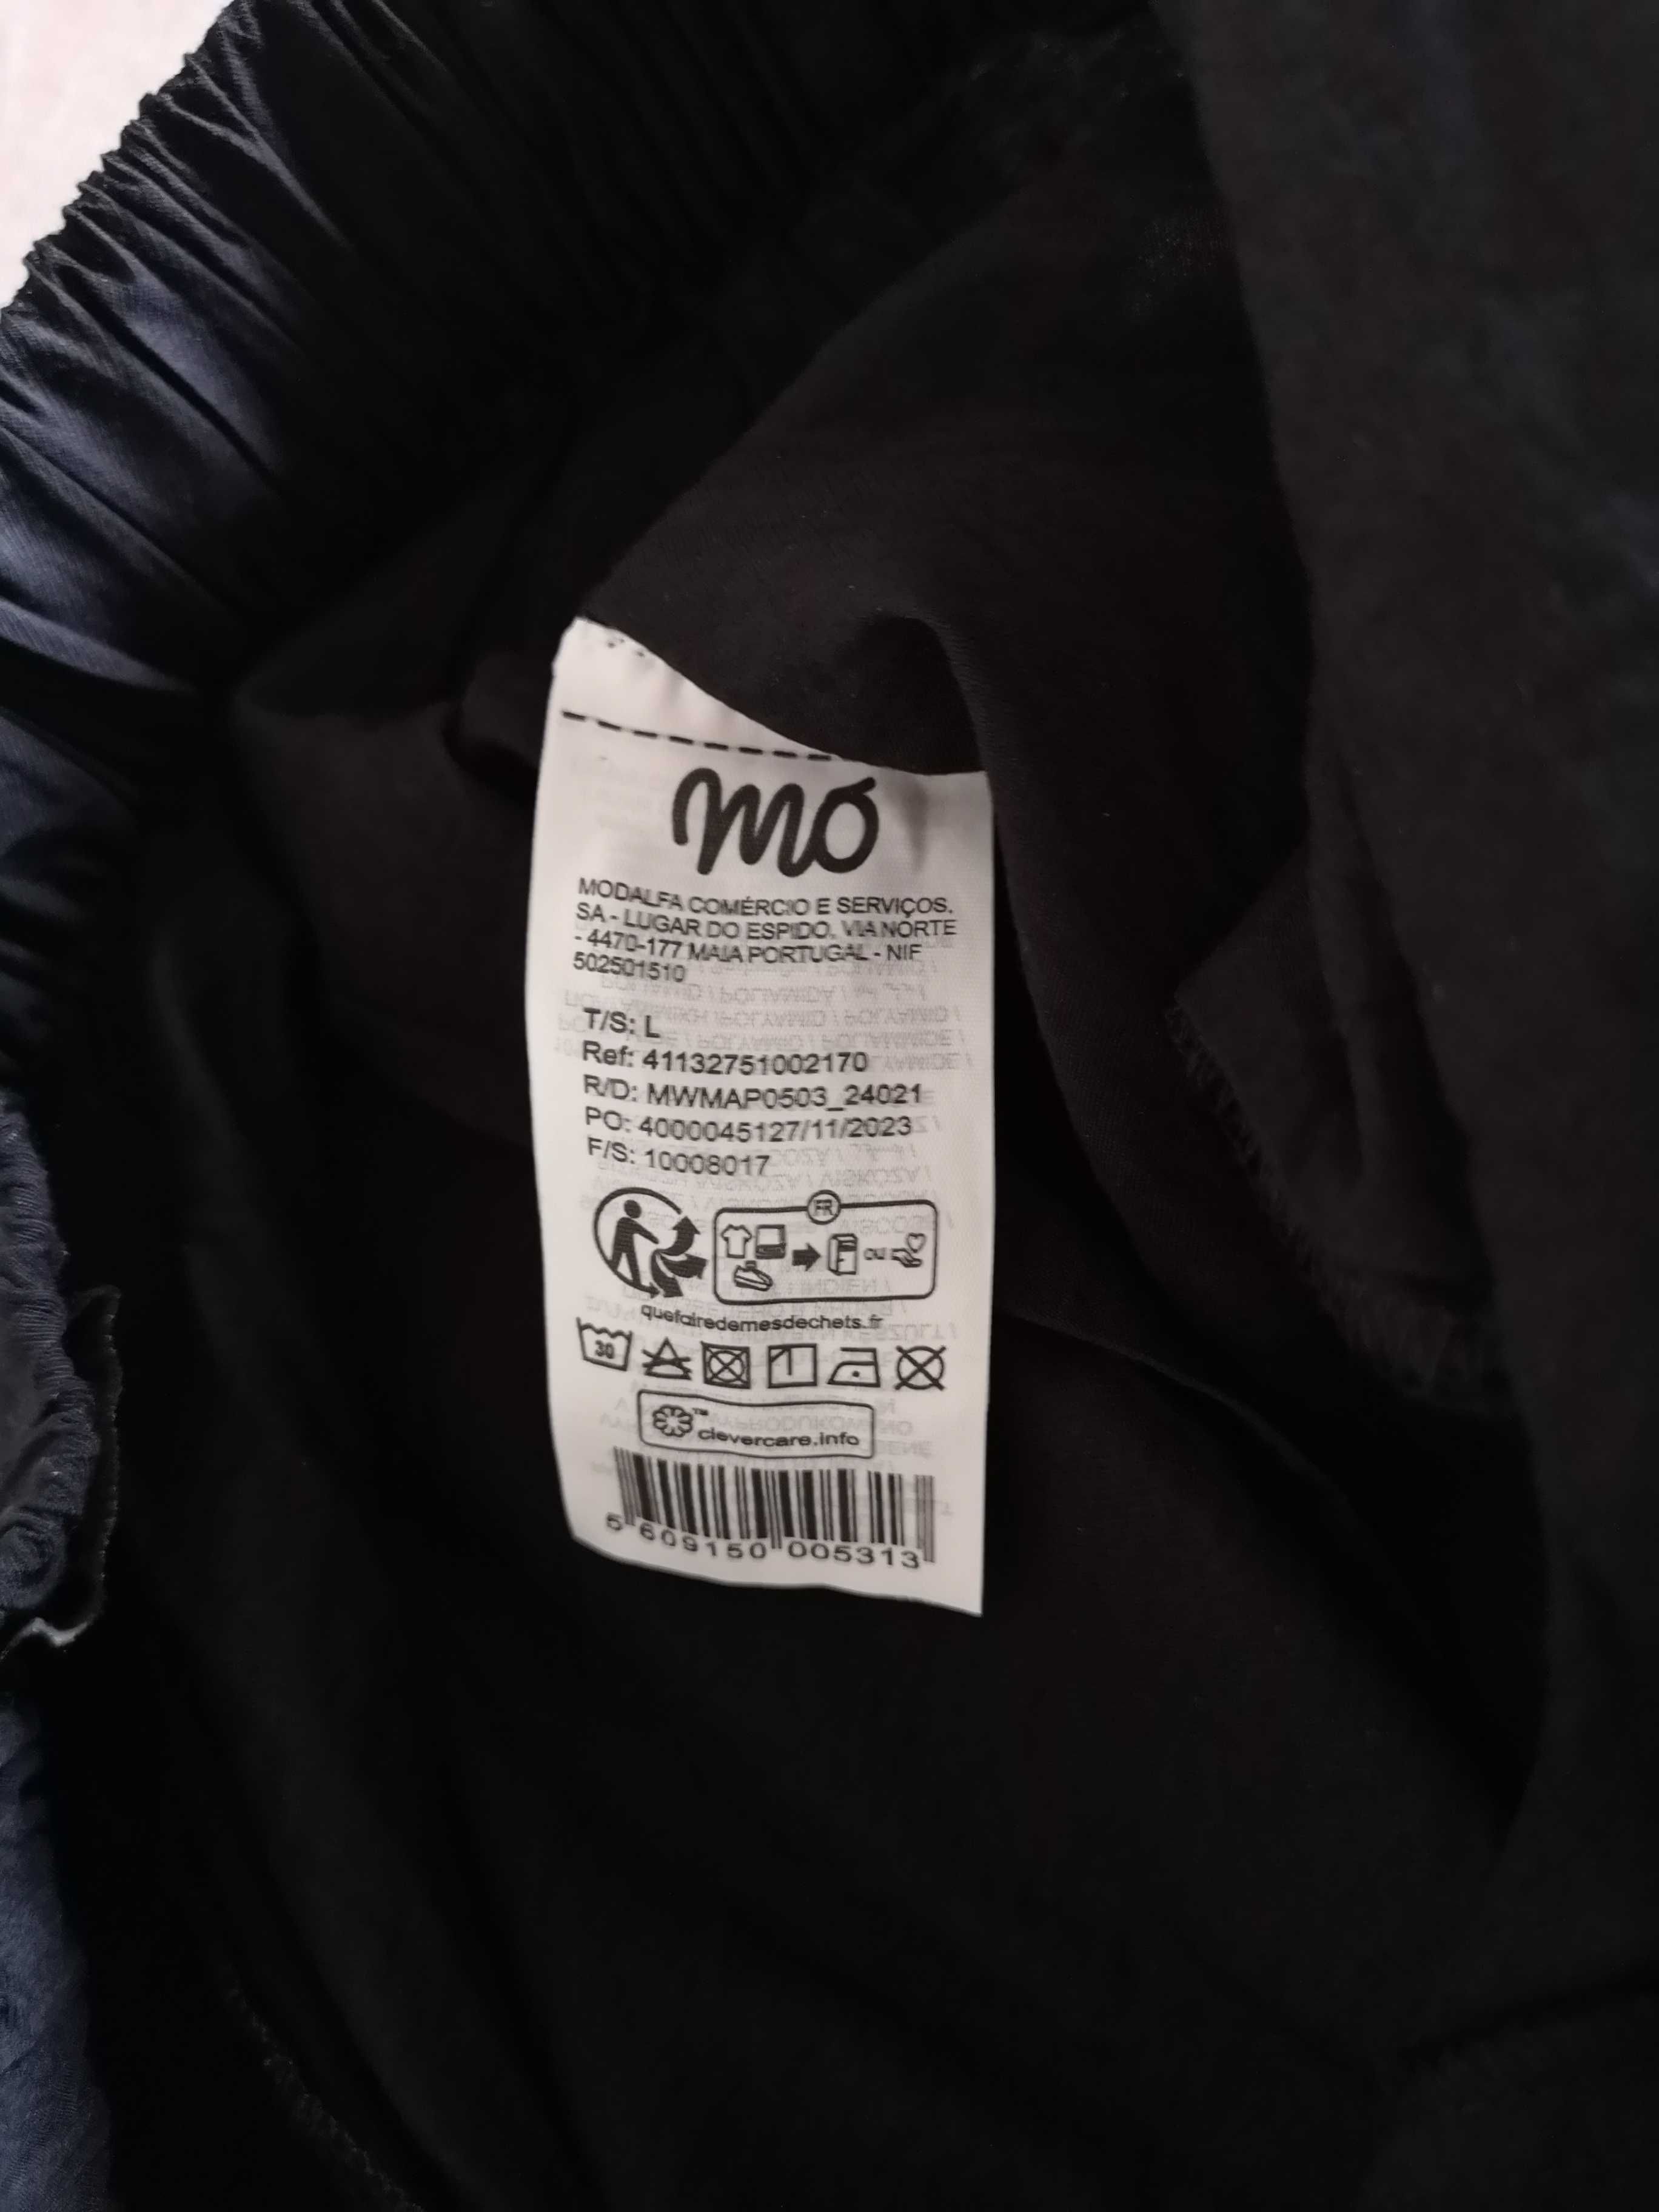 mó
MODALFA COMÉRCIO E SERVIÇOS,
SA - LUGAR DO ESPIDO, VIA NORTE
- 4470-177 MAIA PORTUGAL - NIF
502501510
T/S: L
Ref: 41132751002170
R/D: MWMAP0503_24021
PO: 4000045127/11/2023
F/S: 10008017
FR
ou
quefairedemesdechets.fr
30
™
clevercare.info
5 609150 005313